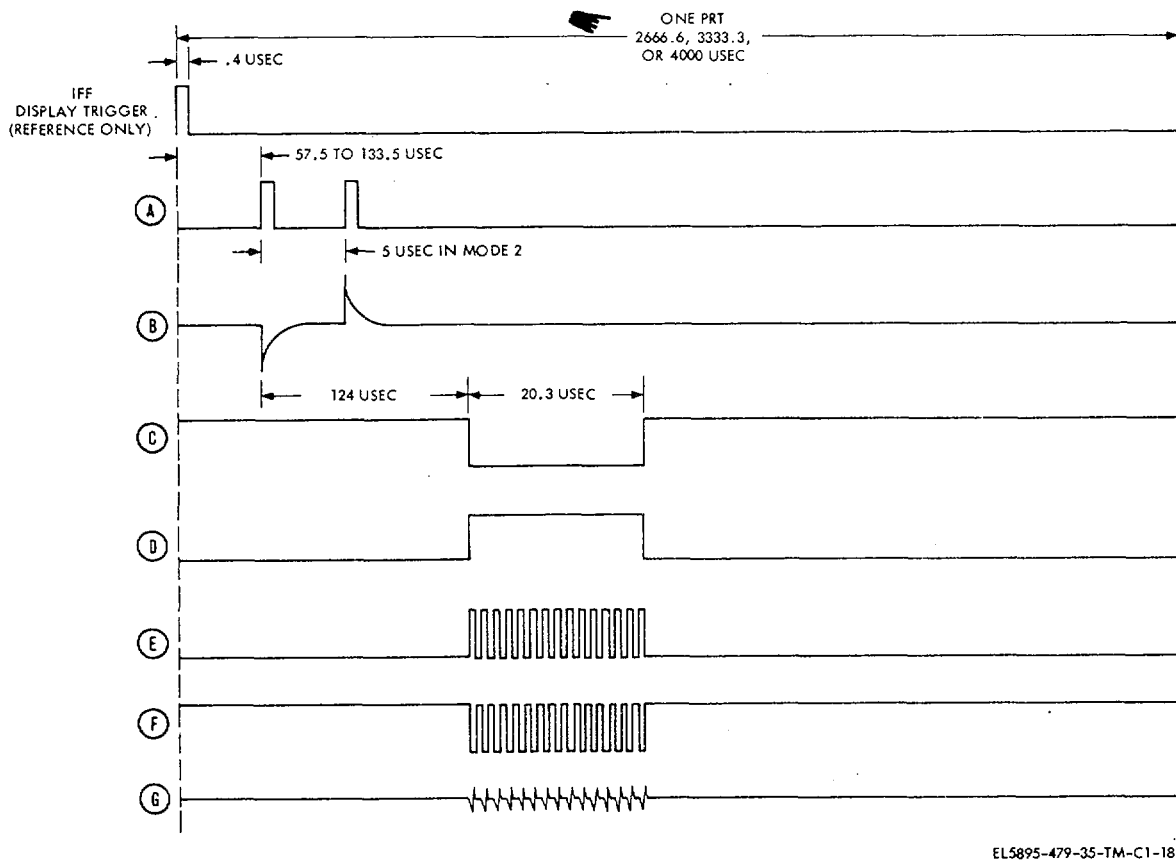 ONE PRT
2666.6, 3333.3,
OR 4000 USEC
.4 USEC
IFF
DISPLAY TRIGGER
(REFERENCE ONLY)
57.5 TO 133.5 USEC
A
5 USEC IN MODE 2
B
124 USEC
20.3 USEC
C
D
E
F
G
EL5895-479-35-TM-C1-18